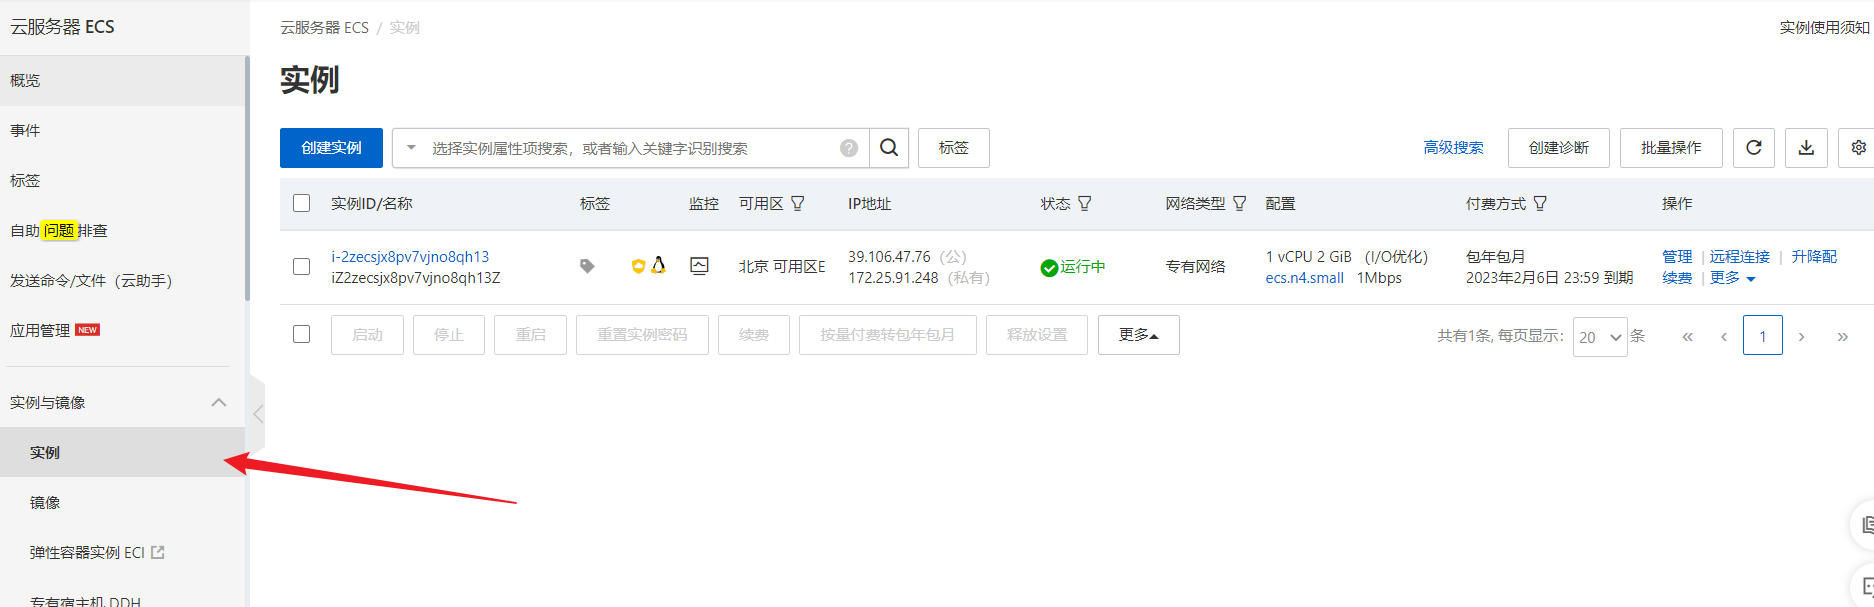 云服务器 ECS
概览
事件
标签
自助问题排查
发送命令/文件（云助手）
应用管理 NEW
实例与镜像
实例
镜像
弹性容器实例 ECI
专有宿主机 DDH
云服务器 ECS / 实例
实例使用须知
实例
创建实例
选择实例属性项搜索，或者输入关键字识别搜索 ?
标签
高级搜索
创建诊断
批量操作
实例ID/名称 标签 监控 可用区 IP地址 状态 网络类型 配置 付费方式 操作
i-2zecsjx8pv7vjno8qh13
iZ2zecsjx8pv7vjno8qh13Z
北京 可用区E
39.106.47.76（公）
172.25.91.248（私有）
运行中
专有网络
1 vCPU 2 GiB （I/O优化）
ecs.n4.small 1Mbps
包年包月
2023年2月6日 23:59 到期
管理 | 远程连接 | 升降配
续费 | 更多
启动 停止 重启 重置实例密码 续费 按量付费转包年包月 释放设置 更多
共有1条, 每页显示: 20 条 « ‹ 1 › »